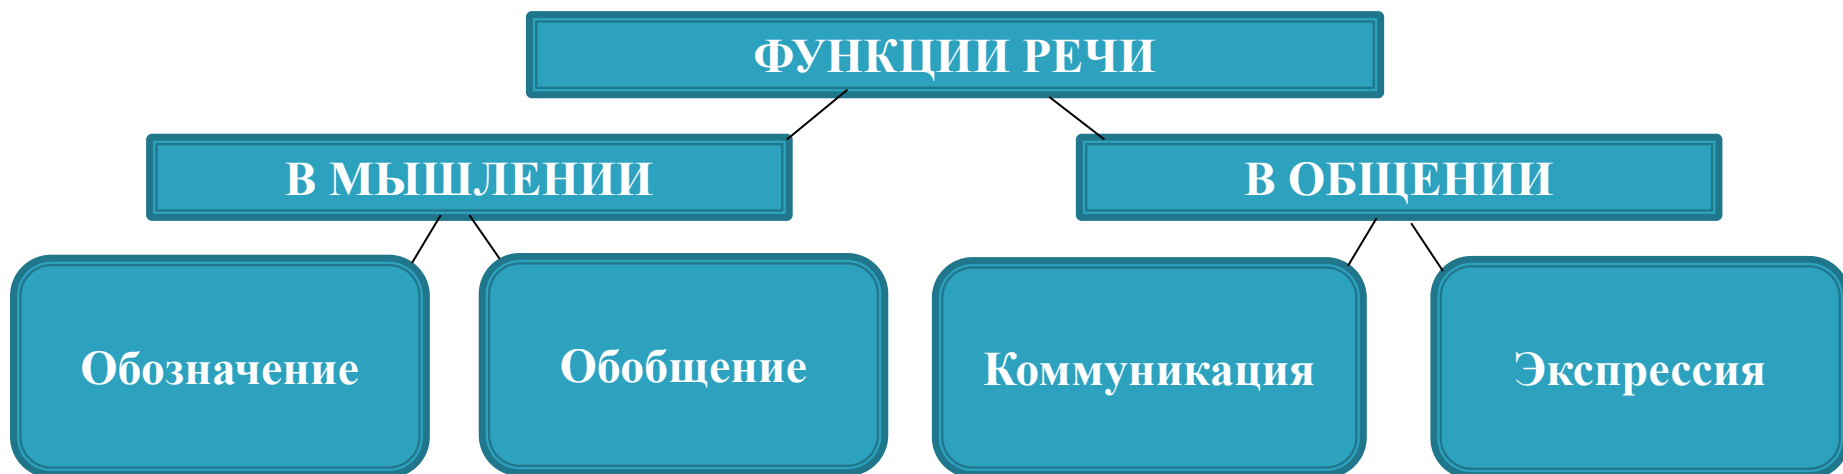 ФУНКЦИИ РЕЧИ
В МЫШЛЕНИИ
В ОБЩЕНИИ
Обозначение
Обобщение
Коммуникация
Экспрессия